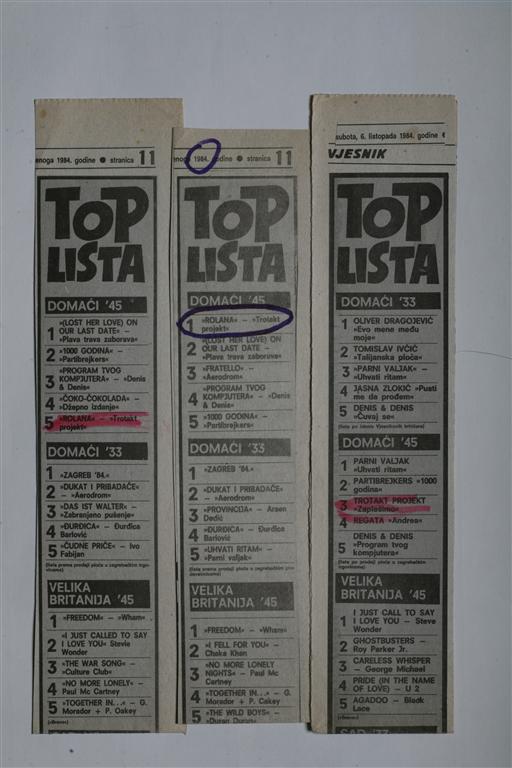 enoga 1984. godine ● stranica 11
TOP
LISTA
DOMAĆI '45
1 »(LOST HER LOVE) ON
OUR LAST DATE« –
»Plava trava zaborava«
2 »1000 GODINA« –
»Partibrejkers«
3 »PROGRAM TVOG
KOMPJUTERA« – »Denis
& Denis«
4 »ČOKO-ČOKOLADA« –
»Džepno izdanje«
5 »ROLANA« – »Trotakt
projekt«
DOMAĆI '33
1 »ZAGREB '84.«
2 »DUKAT I PRIBADAČE«
– »Aerodrom«
3 »DAS IST WALTER« –
»Zabranjeno pušenje«
4 »ĐURĐICA« – Đurđica
Barlović
5 »ČUDNE PRIČE« – Ivo
Fabijan
VELIKA
BRITANIJA '45
1 »FREEDOM« – »Wham«
2 »I JUST CALLED TO SAY
I LOVE YOU« Stevie
Wonder
3 »THE WAR SONG« –
»Culture Club«
4 »NO MORE LONELY« –
Paul Mc Cartney
5 »TOGETHER IN...« – G.
Morador + P. Oakey
enoga 1984. godine ● stranica 11
TOP
LISTA
DOMAĆI '45
1 »ROLANA« – »Trotakt
projekt«
2 »(LOST HER LOVE) ON
OUR LAST DATE
– »Plava trava zaborava«
3 »FRATELLO« –
»Aerodrom«
4 »PROGRAM TVOG
KOMPJUTERA« – »Denis
& Denis«
5 »1000 GODINA« –
»Partibrejkers«
DOMAĆI '33
1 »ZAGREB '84.«
2 »DUKAT I PRIBADAČE«
– »Aerodrom«
3 »PROVINCIJA« – Arsen
Dedić
4 »ĐURĐICA« – Đurđica
Barlović
5 »UHVATI RITAM« –
»Parni valjak«
VELIKA
BRITANIJA '45
1 »FREEDOM« – »Wham«
2 »I FELL FOR YOU« –
Chaka Khan
3 »NO MORE LONELY
NIGHTS« – Paul Mc
Cartney
4 »TOGETHER IN...« – G.
Morador + P. Cakey
5 »THE WILD BOYS« –
»Duran Duran«
subota, 6. listopada 1984. godine
VJESNIK
TOP
LISTA
DOMAĆI '33
1 OLIVER DRAGOJEVIĆ
»Evo mene među
moje«
2 TOMISLAV IVČIĆ
»Talijanska ploča«
3 »PARNI VALJAK« –
»Uhvati ritam«
4 JASNA ZLOKIĆ »Pusti
me da prođem«
5 DENIS & DENIS
»Čuvaj se«
DOMAĆI '45
1 PARNI VALJAK
»Uhvati ritam«
2 PARTIBREJKERS »1000
godina«
3 TROTAKT PROJEKT
»Zaplešimo«
4 REGATA »Andrea«
5 DENIS & DENIS
»Program tvog
kompjutera«
VELIKA
BRITANIJA '45
1 I JUST CALL TO SAY
I LOVE YOU – Steve
Wonder
2 GHOSTBUSTERS –
Roy Parker Jr.
3 CARELESS WHISPER
– George Michael
4 PRIDE (IN THE NAME
OF LOVE) – U 2
5 AGADOO – Black
Lace